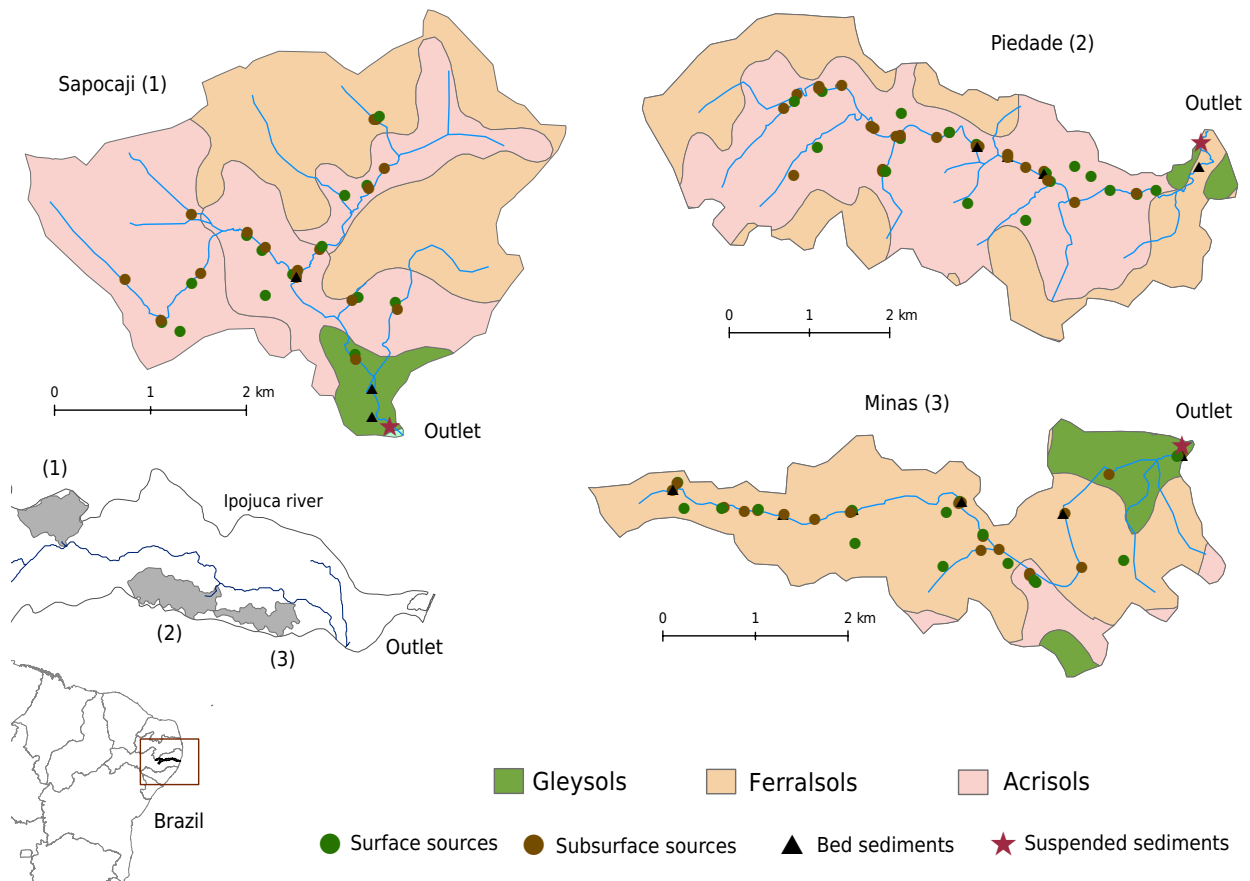 Sapocaji (1)
Piedade (2)
Outlet
0 1 2 km
0 1 2 km
Minas (3)
Outlet
Outlet
(1)
Ipojuca river
0 1 2 km
(2)
(3)
Outlet
Brazil
Gleysols Ferralsols Acrisols
Surface sources Subsurface sources Bed sediments Suspended sediments